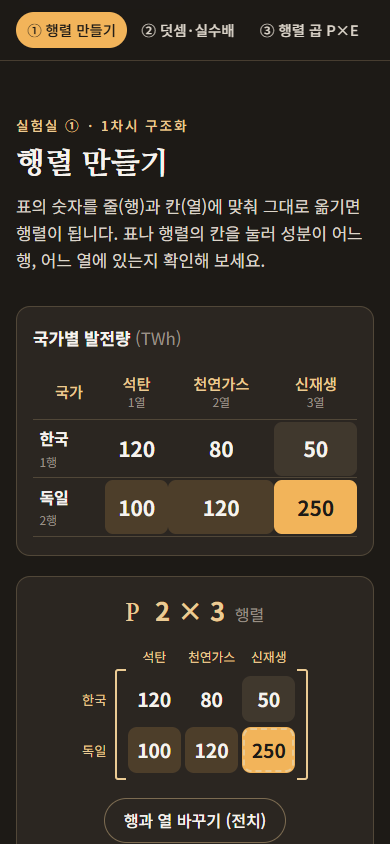 ① 행렬 만들기 ② 덧셈·실수배 ③ 행렬 곱 P×E
실험실 ① · 1차시 구조화
행렬 만들기
표의 숫자를 줄(행)과 칸(열)에 맞춰 그대로 옮기면
행렬이 됩니다. 표나 행렬의 칸을 눌러 성분이 어느
행, 어느 열에 있는지 확인해 보세요.
국가별 발전량 (TWh)
국가 석탄 천연가스 신재생
1열 2열 3열
한국 120 80 50
1행
독일 100 120 250
2행
P 2 × 3 행렬
석탄 천연가스 신재생
한국 120 80 50
독일 100 120 250
행과 열 바꾸기 (전치)